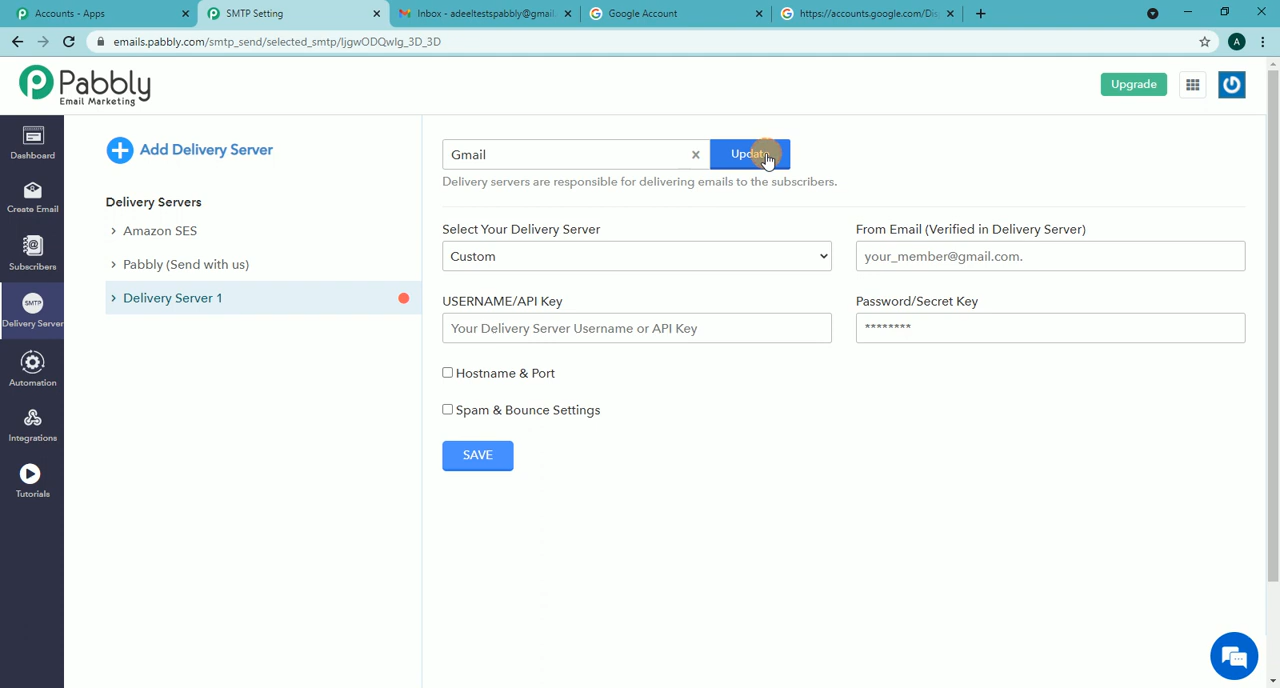 Accounts - Apps
SMTP Setting
Inbox - adeeltestspabbly@gmail.
Google Account
https://accounts.google.com/Dis
emails.pabbly.com/smtp_send/selected_smtp/ljgwODQwlg_3D_3D
A
Pabbly
Email Marketing
Upgrade
Dashboard
Create Email
Subscribers
SMTP
Delivery Server
Automation
Integrations
Tutorials
Add Delivery Server
Delivery Servers
Amazon SES
Pabbly (Send with us)
Delivery Server 1
Gmail
Update
Delivery servers are responsible for delivering emails to the subscribers.
Select Your Delivery Server
From Email (Verified in Delivery Server)
Custom
your_member@gmail.com.
USERNAME/API Key
Password/Secret Key
Your Delivery Server Username or API Key
********
Hostname & Port
Spam & Bounce Settings
SAVE